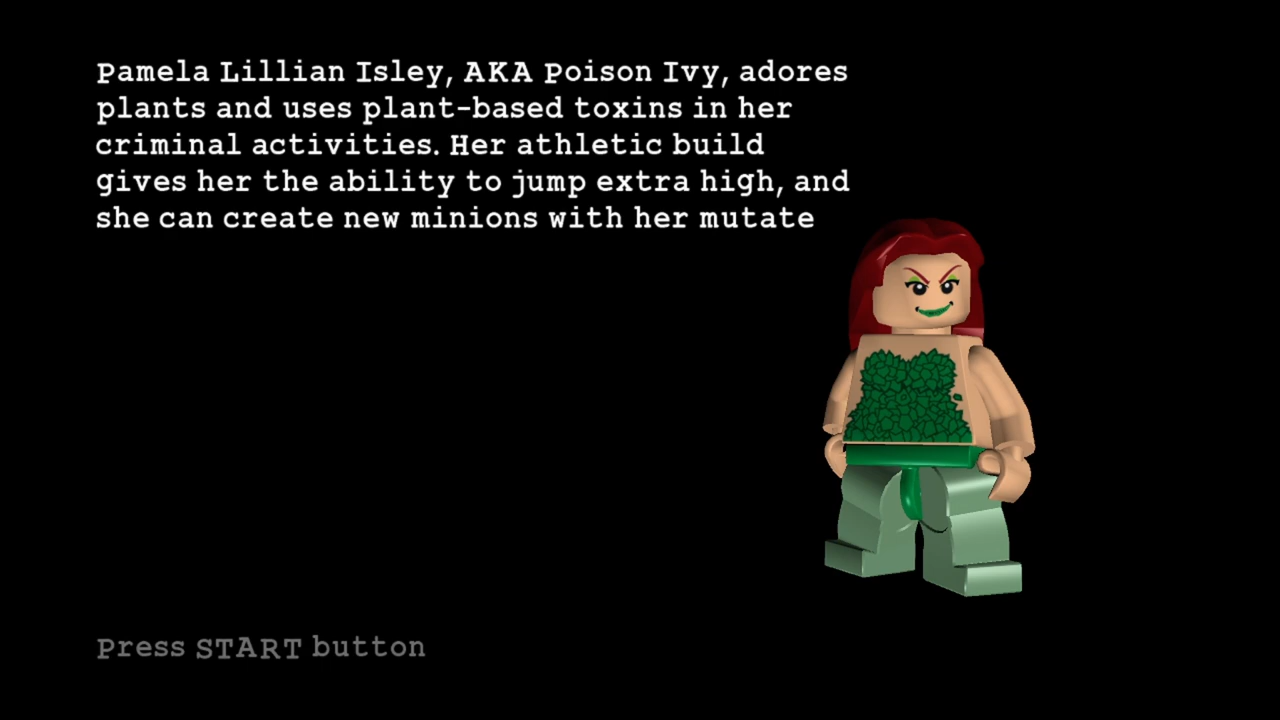 Pamela Lillian Isley, AKA Poison Ivy, adores
plants and uses plant-based toxins in her
criminal activities. Her athletic build
gives her the ability to jump extra high, and
she can create new minions with her mutate
Press START button